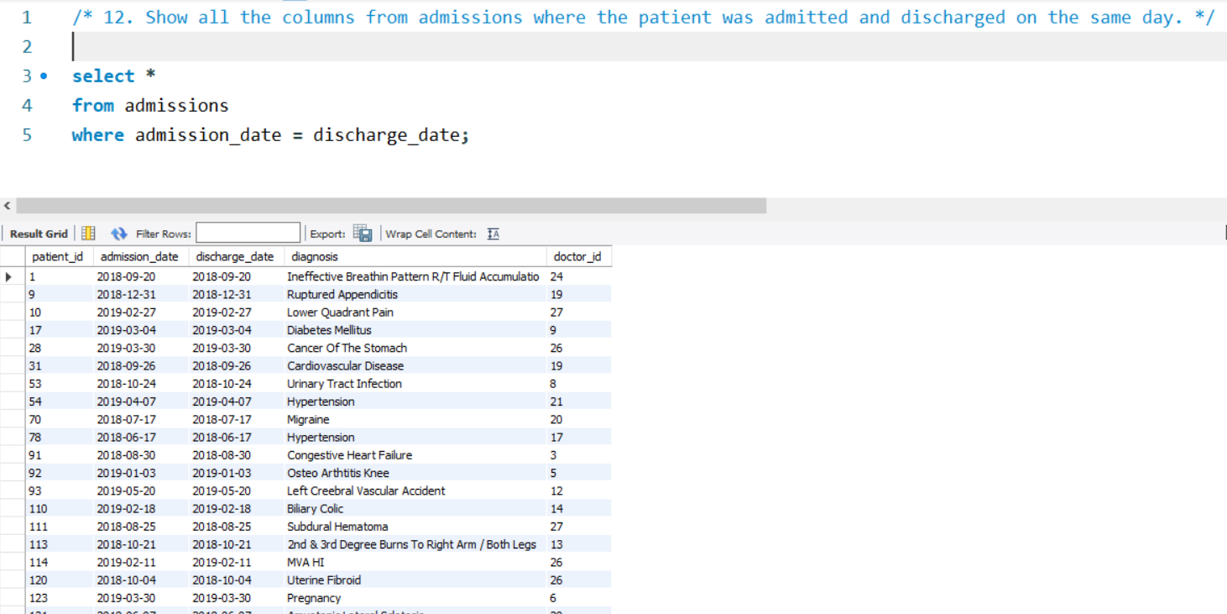 1 /* 12. Show all the columns from admissions where the patient was admitted and discharged on the same day. */
2
3 select *
4 from admissions
5 where admission_date = discharge_date;
Result Grid Filter Rows: Export: Wrap Cell Content:
patient_id admission_date discharge_date diagnosis doctor_id
1 2018-09-20 2018-09-20 Ineffective Breathin Pattern R/T Fluid Accumulatio 24
9 2018-12-31 2018-12-31 Ruptured Appendicitis 19
10 2019-02-27 2019-02-27 Lower Quadrant Pain 27
17 2019-03-04 2019-03-04 Diabetes Mellitus 9
28 2019-03-30 2019-03-30 Cancer Of The Stomach 26
31 2018-09-26 2018-09-26 Cardiovascular Disease 19
53 2018-10-24 2018-10-24 Urinary Tract Infection 8
54 2019-04-07 2019-04-07 Hypertension 21
70 2018-07-17 2018-07-17 Migraine 20
78 2018-06-17 2018-06-17 Hypertension 17
91 2018-08-30 2018-08-30 Congestive Heart Failure 3
92 2019-01-03 2019-01-03 Osteo Arthtitis Knee 5
93 2019-05-20 2019-05-20 Left Creebral Vascular Accident 12
110 2019-02-18 2019-02-18 Biliary Colic 14
111 2018-08-25 2018-08-25 Subdural Hematoma 27
113 2018-10-21 2018-10-21 2nd & 3rd Degree Burns To Right Arm / Both Legs 13
114 2019-02-11 2019-02-11 MVA HI 26
120 2018-10-04 2018-10-04 Uterine Fibroid 26
123 2019-03-30 2019-03-30 Pregnancy 6